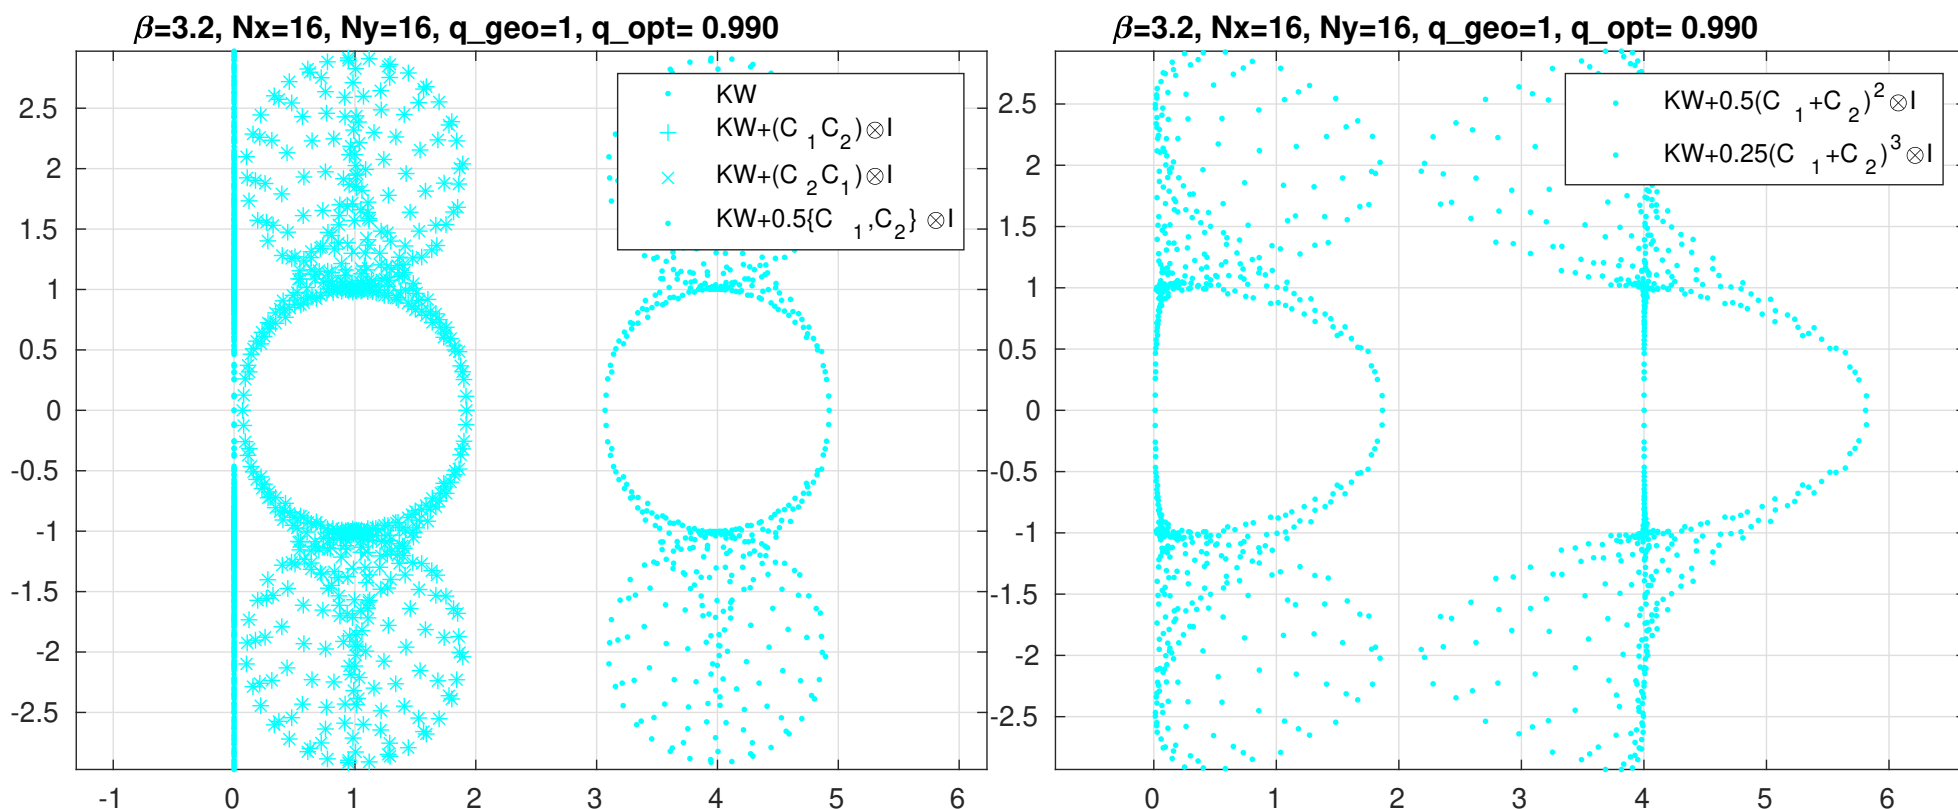 β=3.2, Nx=16, Ny=16, q_geo=1, q_opt= 0.990
KW
KW+(C₁C₂)⊗I
KW+(C₂C₁)⊗I
KW+0.5{C₁,C₂}⊗I
2.5
2
1.5
1
0.5
0
-0.5
-1
-1.5
-2
-2.5
-1 0 1 2 3 4 5 6
β=3.2, Nx=16, Ny=16, q_geo=1, q_opt= 0.990
KW+0.5(C₁+C₂)²⊗I
KW+0.25(C₁+C₂)³⊗I
2.5
2
1.5
1
0.5
0
-0.5
-1
-1.5
-2
-2.5
0 1 2 3 4 5 6